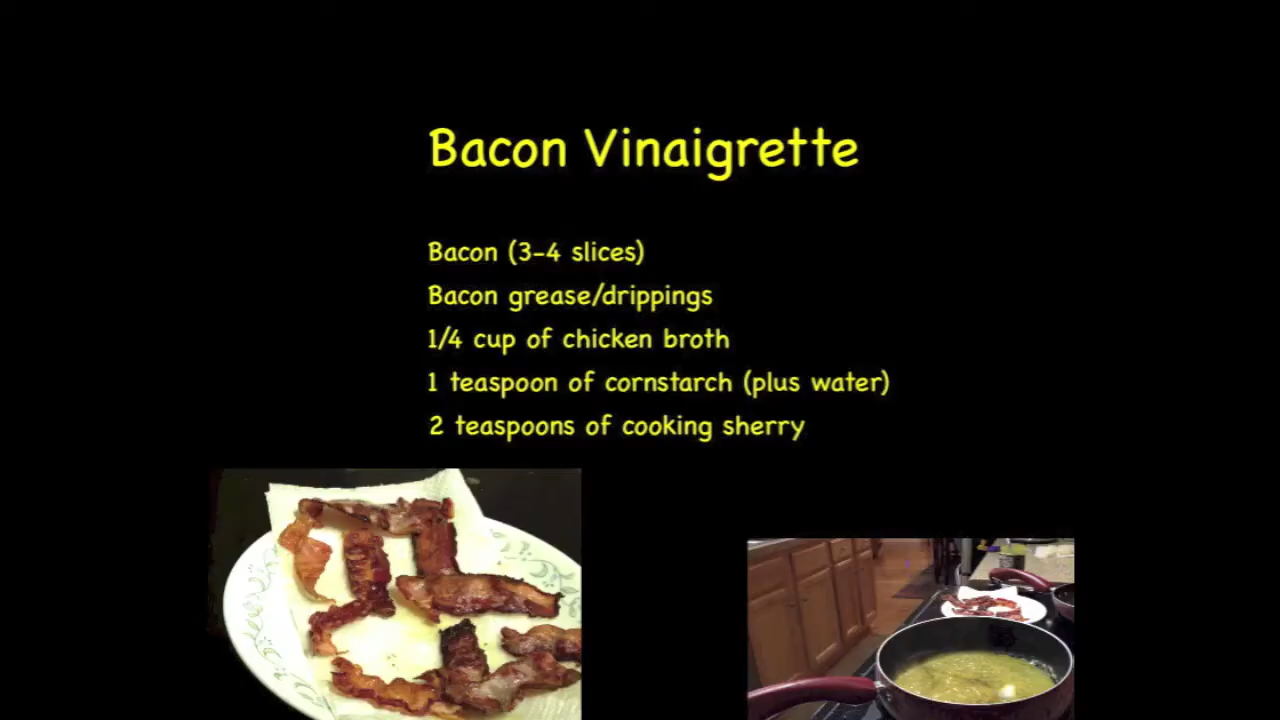 Bacon Vinaigrette
Bacon (3-4 slices)
Bacon grease/drippings
1/4 cup of chicken broth
1 teaspoon of cornstarch (plus water)
2 teaspoons of cooking sherry